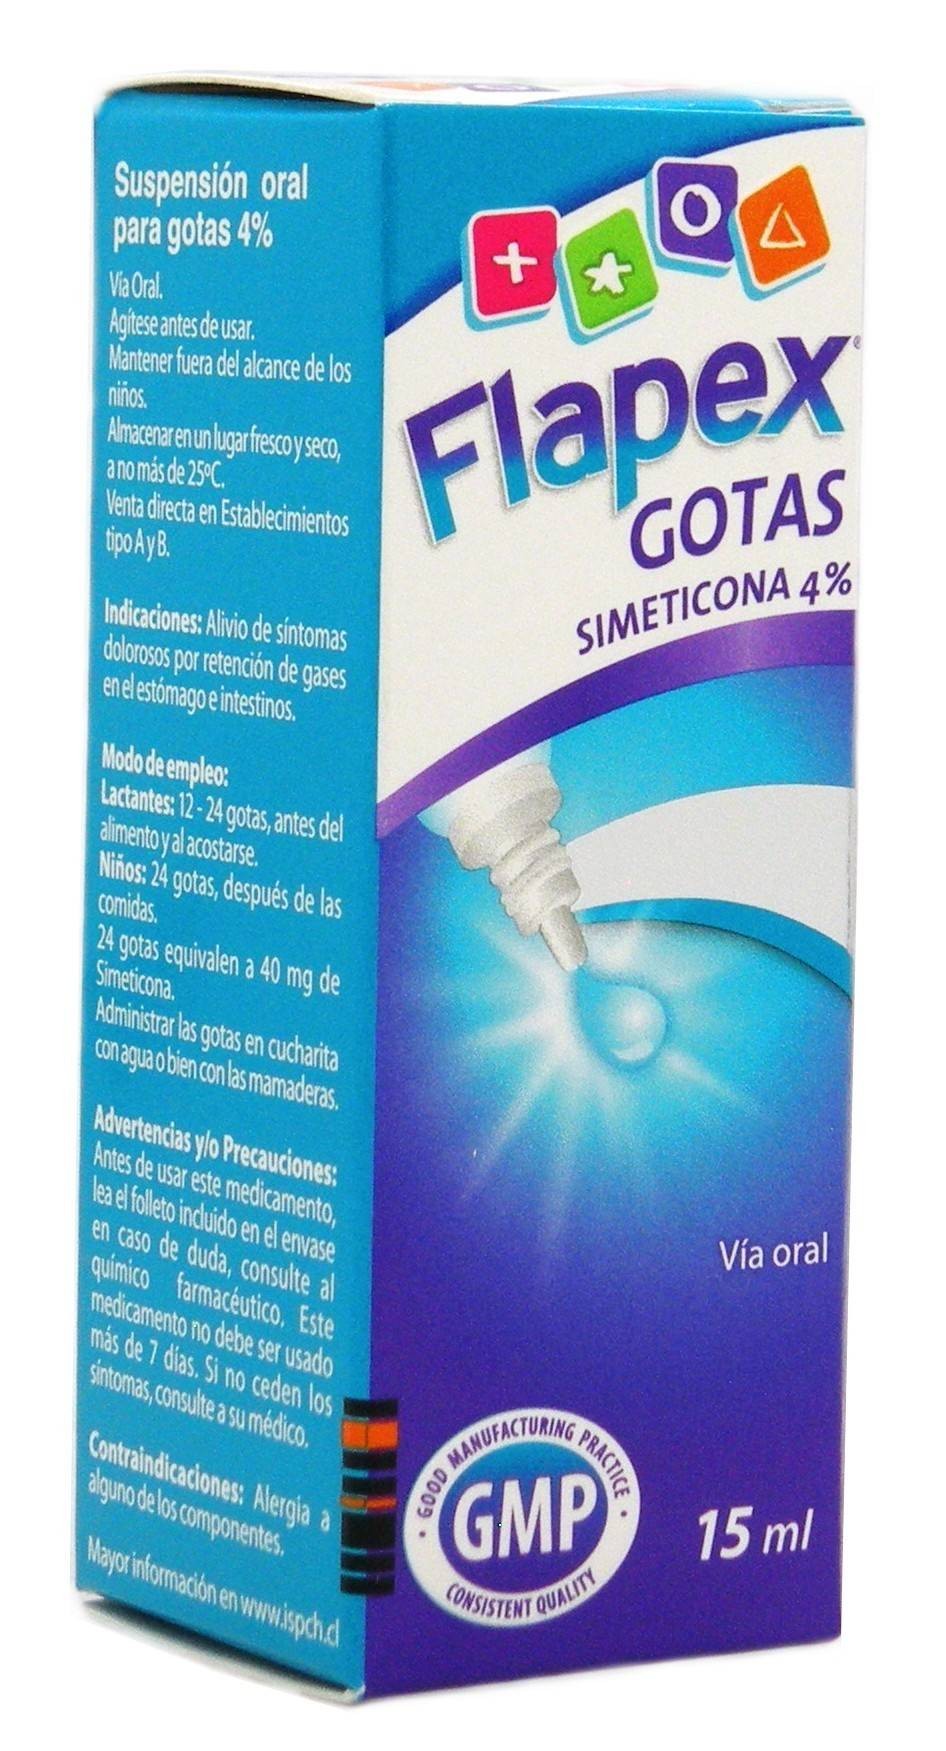 Suspensión oral
para gotas 4%
Vía Oral.
Agítese antes de usar.
Mantener fuera del alcance de los
niños.
Almacenar en un lugar fresco y seco,
a no más de 25ºC.
Venta directa en Establecimientos
tipo A y B.
Indicaciones: Alivio de síntomas
dolorosos por retención de gases
en el estómago e intestinos.
Modo de empleo:
Lactantes: 12 - 24 gotas, antes del
alimento y al acostarse.
Niños: 24 gotas, después de las
comidas.
24 gotas equivalen a 40 mg de
Simeticona.
Administrar las gotas en cucharita
con agua o bien con las mamaderas.
Advertencias y/o Precauciones:
Antes de usar este medicamento,
lea el folleto incluido en el envase
en caso de duda, consulte al
químico farmacéutico. Este
medicamento no debe ser usado
más de 7 días. Si no ceden los
síntomas, consulte a su médico.
Contraindicaciones: Alergia a
alguno de los componentes.
Mayor información en www.ispch.cl
Flapex®
GOTAS
SIMETICONA 4%
Vía oral
• GOOD MANUFACTURING PRACTICE •
GMP
CONSISTENT QUALITY
15 ml